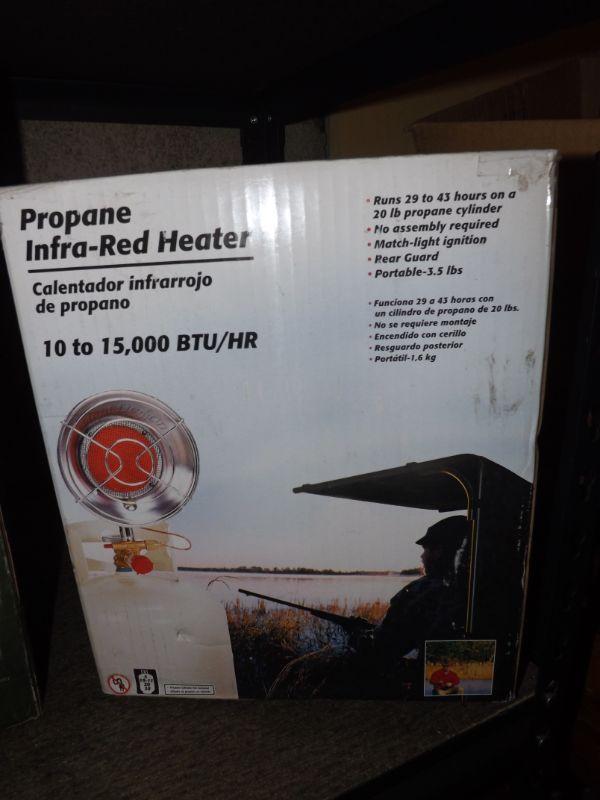 Propane
Infra-Red Heater
Calentador infrarrojo
de propano
10 to 15,000 BTU/HR
• Runs 29 to 43 hours on a
20 lb propane cylinder
• No assembly required
• Match-light ignition
• Rear Guard
• Portable-3.5 lbs
• Funciona 29 a 43 horas con
un cilindro de propano de 20 lbs.
• No se requiere montaje
• Encendido con cerillo
• Resguardo posterior
• Portátil-1.6 kg